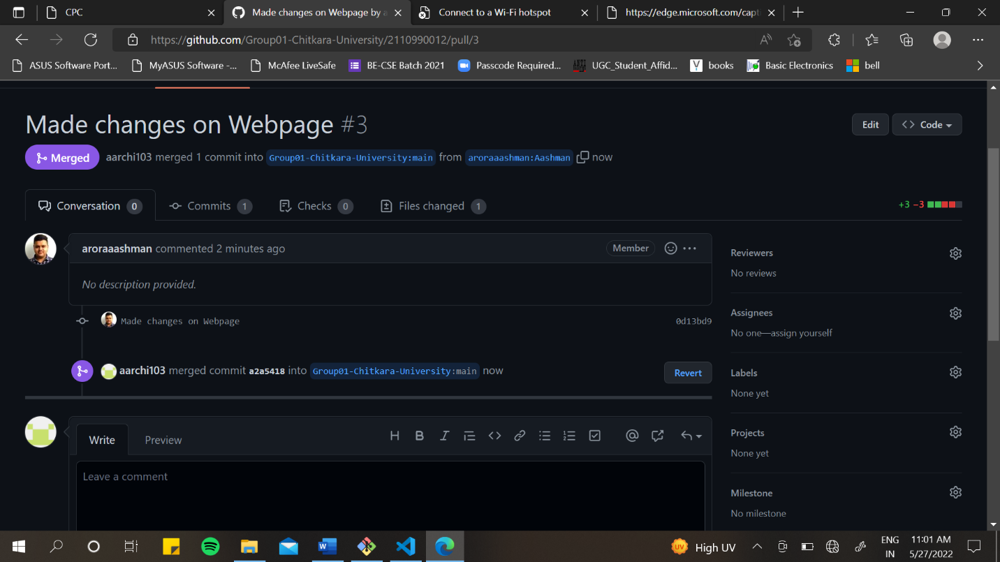 CPC
Made changes on Webpage by a
Connect to a Wi-Fi hotspot
https://edge.microsoft.com/capti
https://github.com/Group01-Chitkara-University/2110990012/pull/3
ASUS Software Port...
MyASUS Software -...
McAfee LiveSafe
BE-CSE Batch 2021
Passcode Required...
UGC_Student_Affid...
books
Basic Electronics
bell
Made changes on Webpage #3
Edit
<> Code
Merged
aarchi103 merged 1 commit into Group01-Chitkara-University:main from aroraaashman:Aashman now
Conversation 0
Commits 1
Checks 0
Files changed 1
+3 −3
aroraaashman commented 2 minutes ago
Member
No description provided.
Made changes on Webpage
0d13bd9
aarchi103 merged commit a2a5418 into Group01-Chitkara-University:main now
Revert
Write
Preview
Leave a comment
Reviewers
No reviews
Assignees
No one—assign yourself
Labels
None yet
Projects
None yet
Milestone
No milestone
UV
High UV
ENG
IN
11:01 AM
5/27/2022